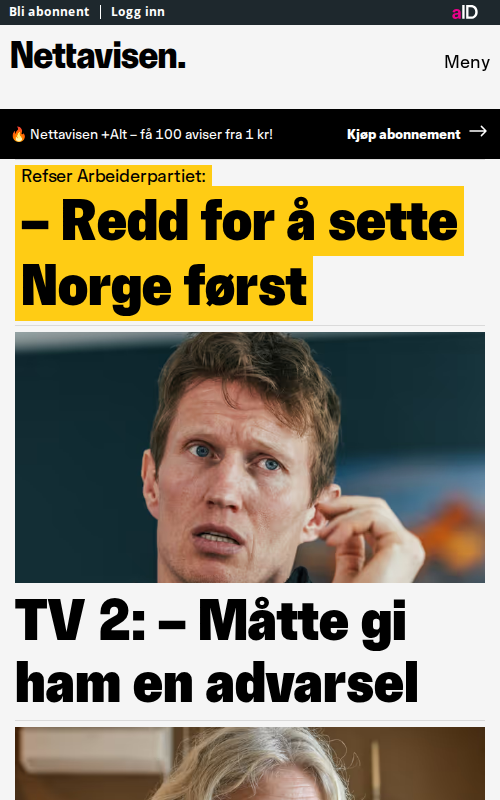 Bli abonnent | Logg inn
aID
Nettavisen.
Meny
🔥 Nettavisen +Alt – få 100 aviser fra 1 kr!
Kjøp abonnement →
Refser Arbeiderpartiet:
– Redd for å sette
Norge først
TV 2: – Måtte gi
ham en advarsel